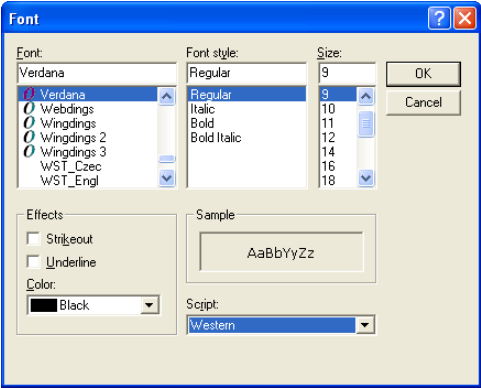 Font
Font: Font style: Size:
Verdana Regular 9 OK
Verdana Regular 9 Cancel
Webdings Italic 10
Wingdings Bold 11
Wingdings 2 Bold Italic 12
Wingdings 3 14
WST_Czec 16
WST_Engl 18
Effects Sample
Strikeout AaBbYyZz
Underline
Color:
Black Script:
Western